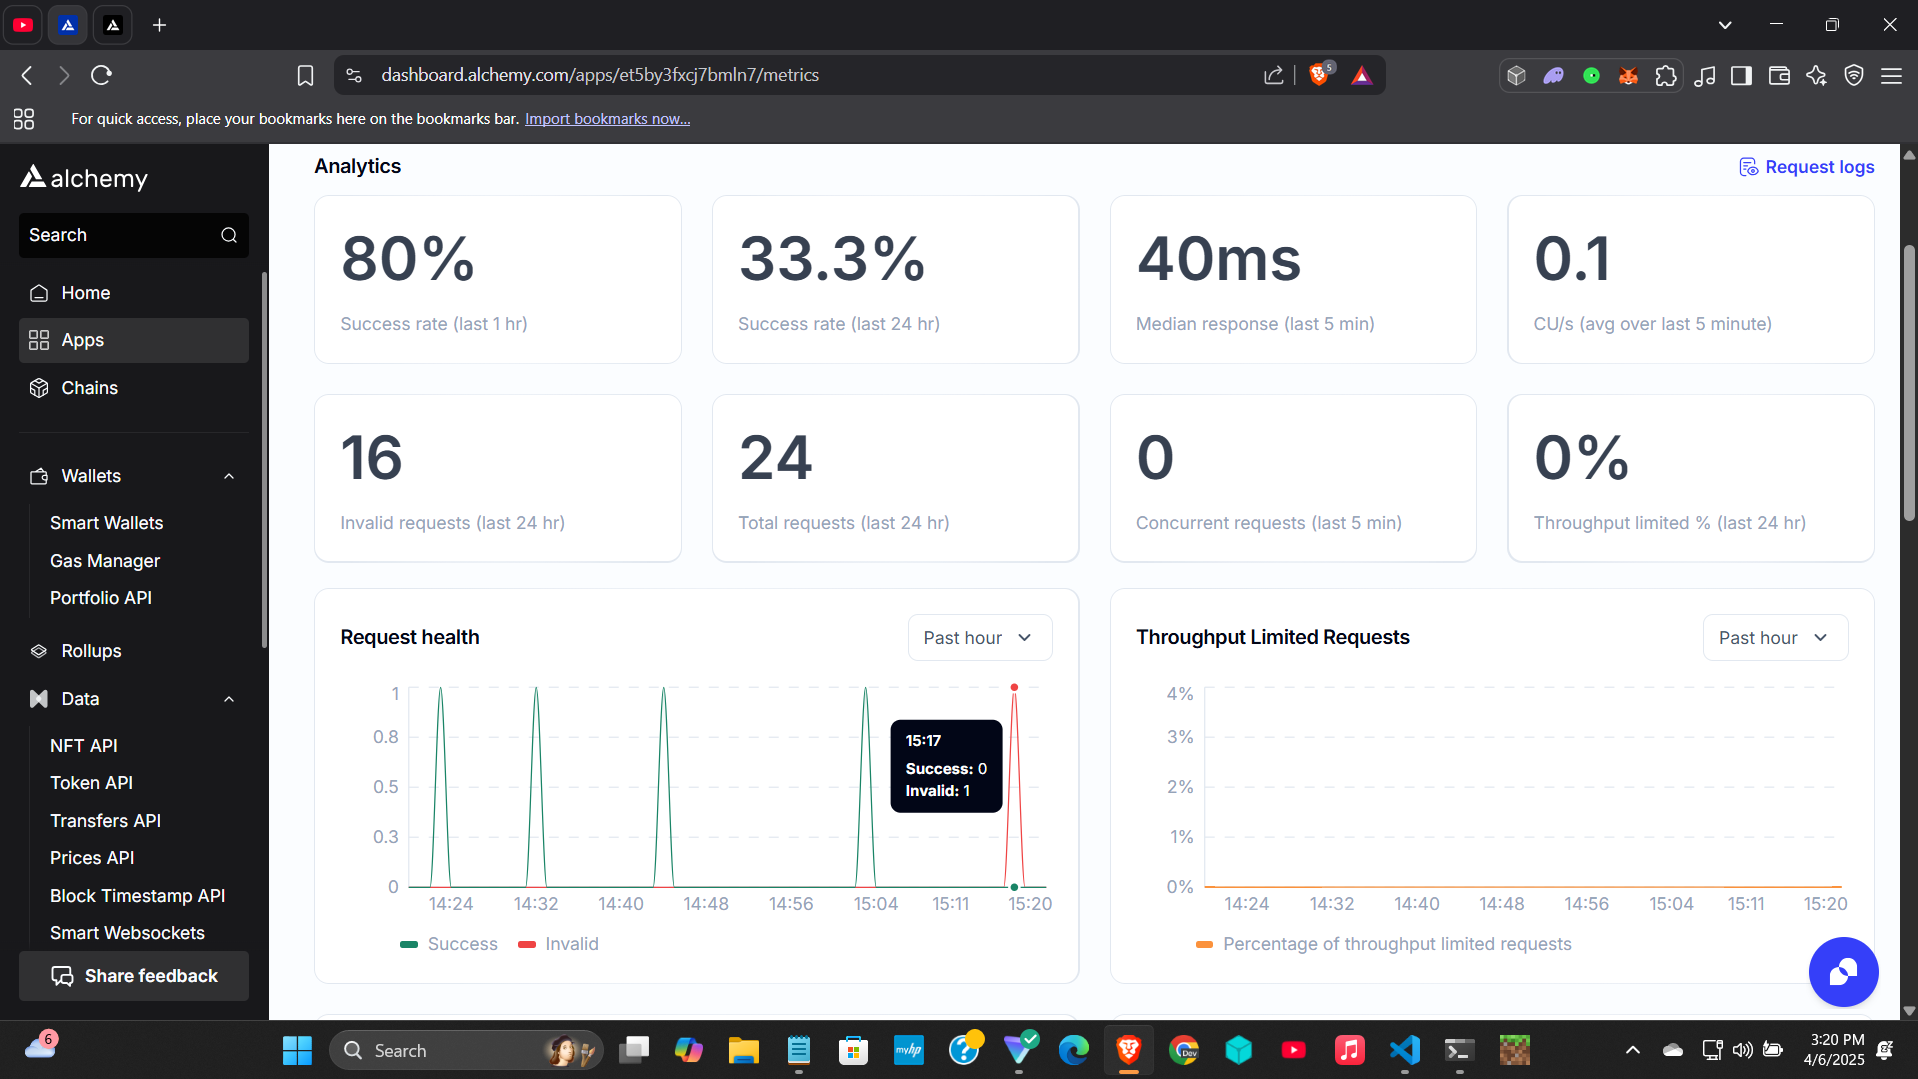 dashboard.alchemy.com/apps/et5by3fxcj7bmln7/metrics
5
For quick access, place your bookmarks here on the bookmarks bar. Import bookmarks now...
alchemy
Search
Home
Apps
Chains
Wallets
Smart Wallets
Gas Manager
Portfolio API
Rollups
Data
NFT API
Token API
Transfers API
Prices API
Block Timestamp API
Smart Websockets
Share feedback
Analytics
Request logs
80%
Success rate (last 1 hr)
33.3%
Success rate (last 24 hr)
40ms
Median response (last 5 min)
0.1
CU/s (avg over last 5 minute)
16
Invalid requests (last 24 hr)
24
Total requests (last 24 hr)
0
Concurrent requests (last 5 min)
0%
Throughput limited % (last 24 hr)
Request health
Past hour
1
0.8
0.5
0.3
0
15:17
Success: 0
Invalid: 1
14:24 14:32 14:40 14:48 14:56 15:04 15:11 15:20
Success Invalid
Throughput Limited Requests
Past hour
4%
3%
2%
1%
0%
14:24 14:32 14:40 14:48 14:56 15:04 15:11 15:20
Percentage of throughput limited requests
6
Search
myhp
Dev
3:20 PM
4/6/2025